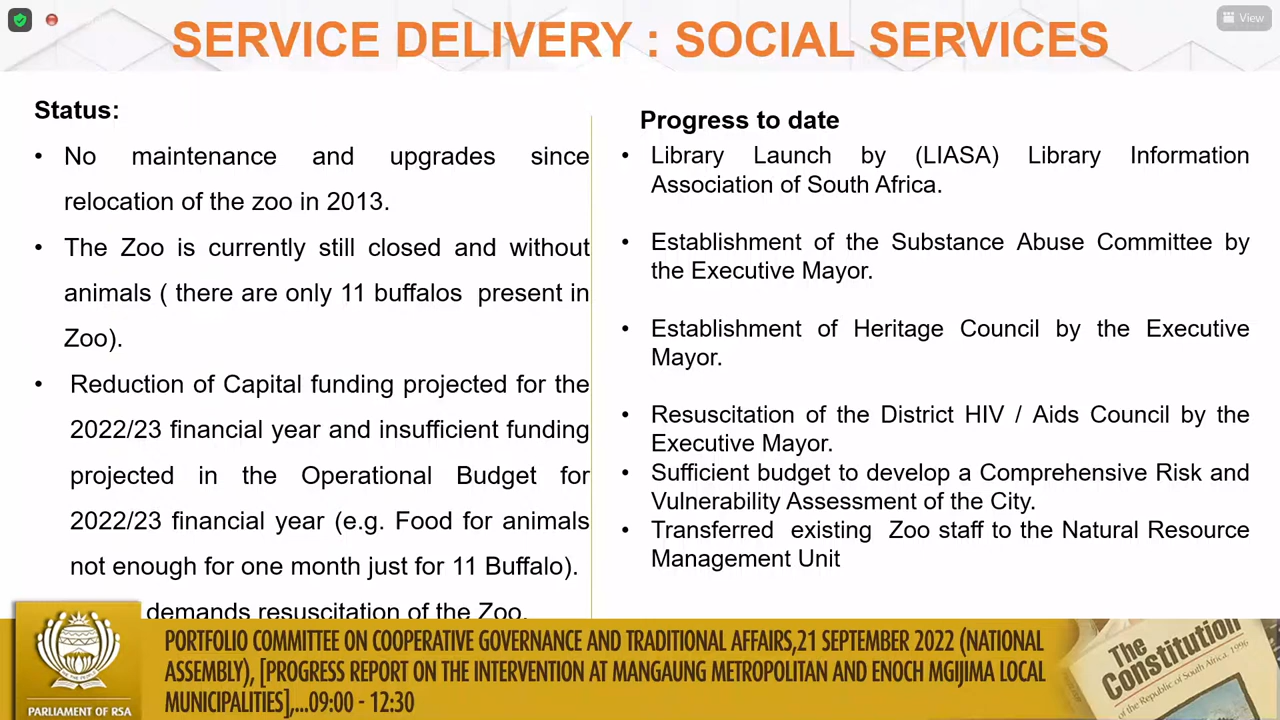 View
SERVICE DELIVERY : SOCIAL SERVICES
Status:
• No maintenance and upgrades since
relocation of the zoo in 2013.
• The Zoo is currently still closed and without
animals ( there are only 11 buffalos present in
Zoo).
• Reduction of Capital funding projected for the
2022/23 financial year and insufficient funding
projected in the Operational Budget for
2022/23 financial year (e.g. Food for animals
not enough for one month just for 11 Buffalo).
demands resuscitation of the Zoo.
Progress to date
• Library Launch by (LIASA) Library Information
Association of South Africa.
• Establishment of the Substance Abuse Committee by
the Executive Mayor.
• Establishment of Heritage Council by the Executive
Mayor.
• Resuscitation of the District HIV / Aids Council by the
Executive Mayor.
• Sufficient budget to develop a Comprehensive Risk and
Vulnerability Assessment of the City.
• Transferred existing Zoo staff to the Natural Resource
Management Unit
PARLIAMENT OF RSA
PORTFOLIO COMMITTEE ON COOPERATIVE GOVERNANCE AND TRADITIONAL AFFAIRS,21 SEPTEMBER 2022 (NATIONAL
ASSEMBLY), [PROGRESS REPORT ON THE INTERVENTION AT MANGAUNG METROPOLITAN AND ENOCH MGIJIMA LOCAL
MUNICIPALITIES],...09:00 - 12:30
The
Constitution
of the Republic of South Africa, 1996